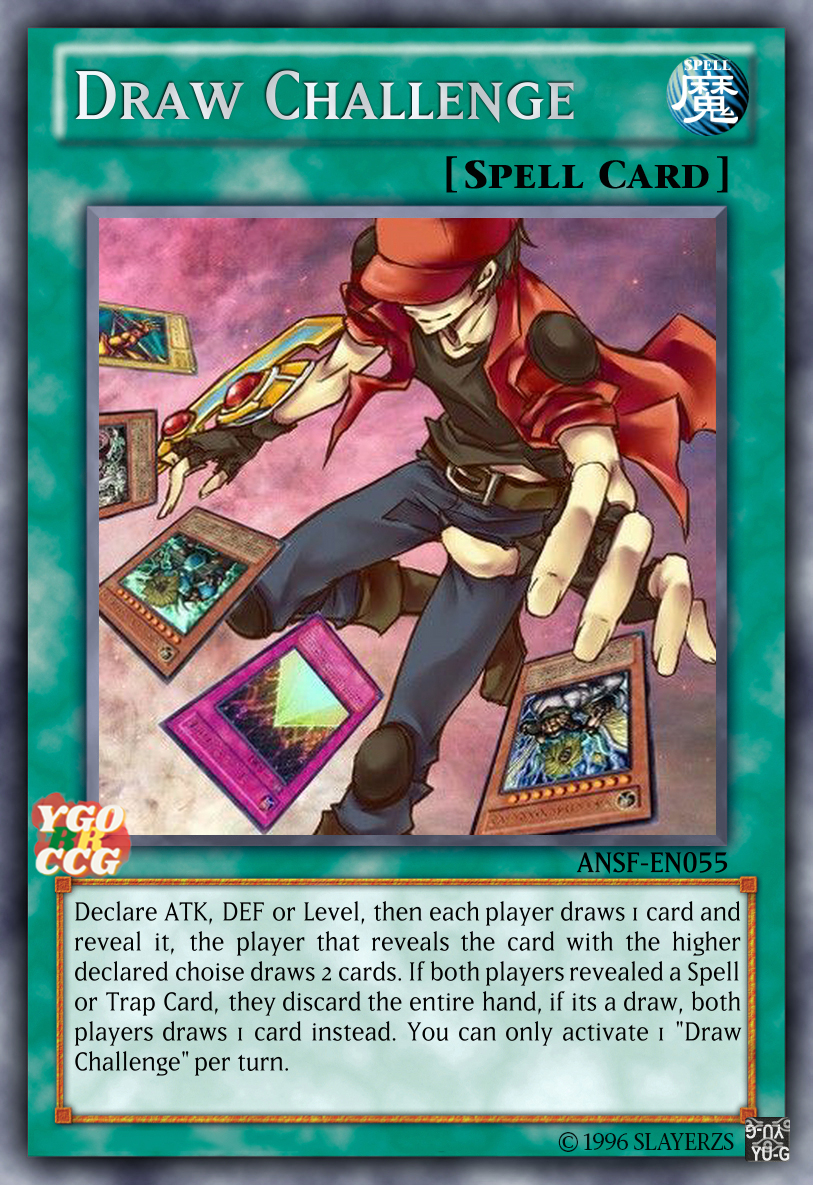 DRAW CHALLENGE
SPELL
魔
[SPELL CARD]
YGO
BR
CCG
ANSF-EN055
Declare ATK, DEF or Level, then each player draws 1 card and
reveal it, the player that reveals the card with the higher
declared choise draws 2 cards. If both players revealed a Spell
or Trap Card, they discard the entire hand, if its a draw, both
players draws 1 card instead. You can only activate 1 "Draw
Challenge" per turn.
© 1996 SLAYERZS
YU-G
YU-G